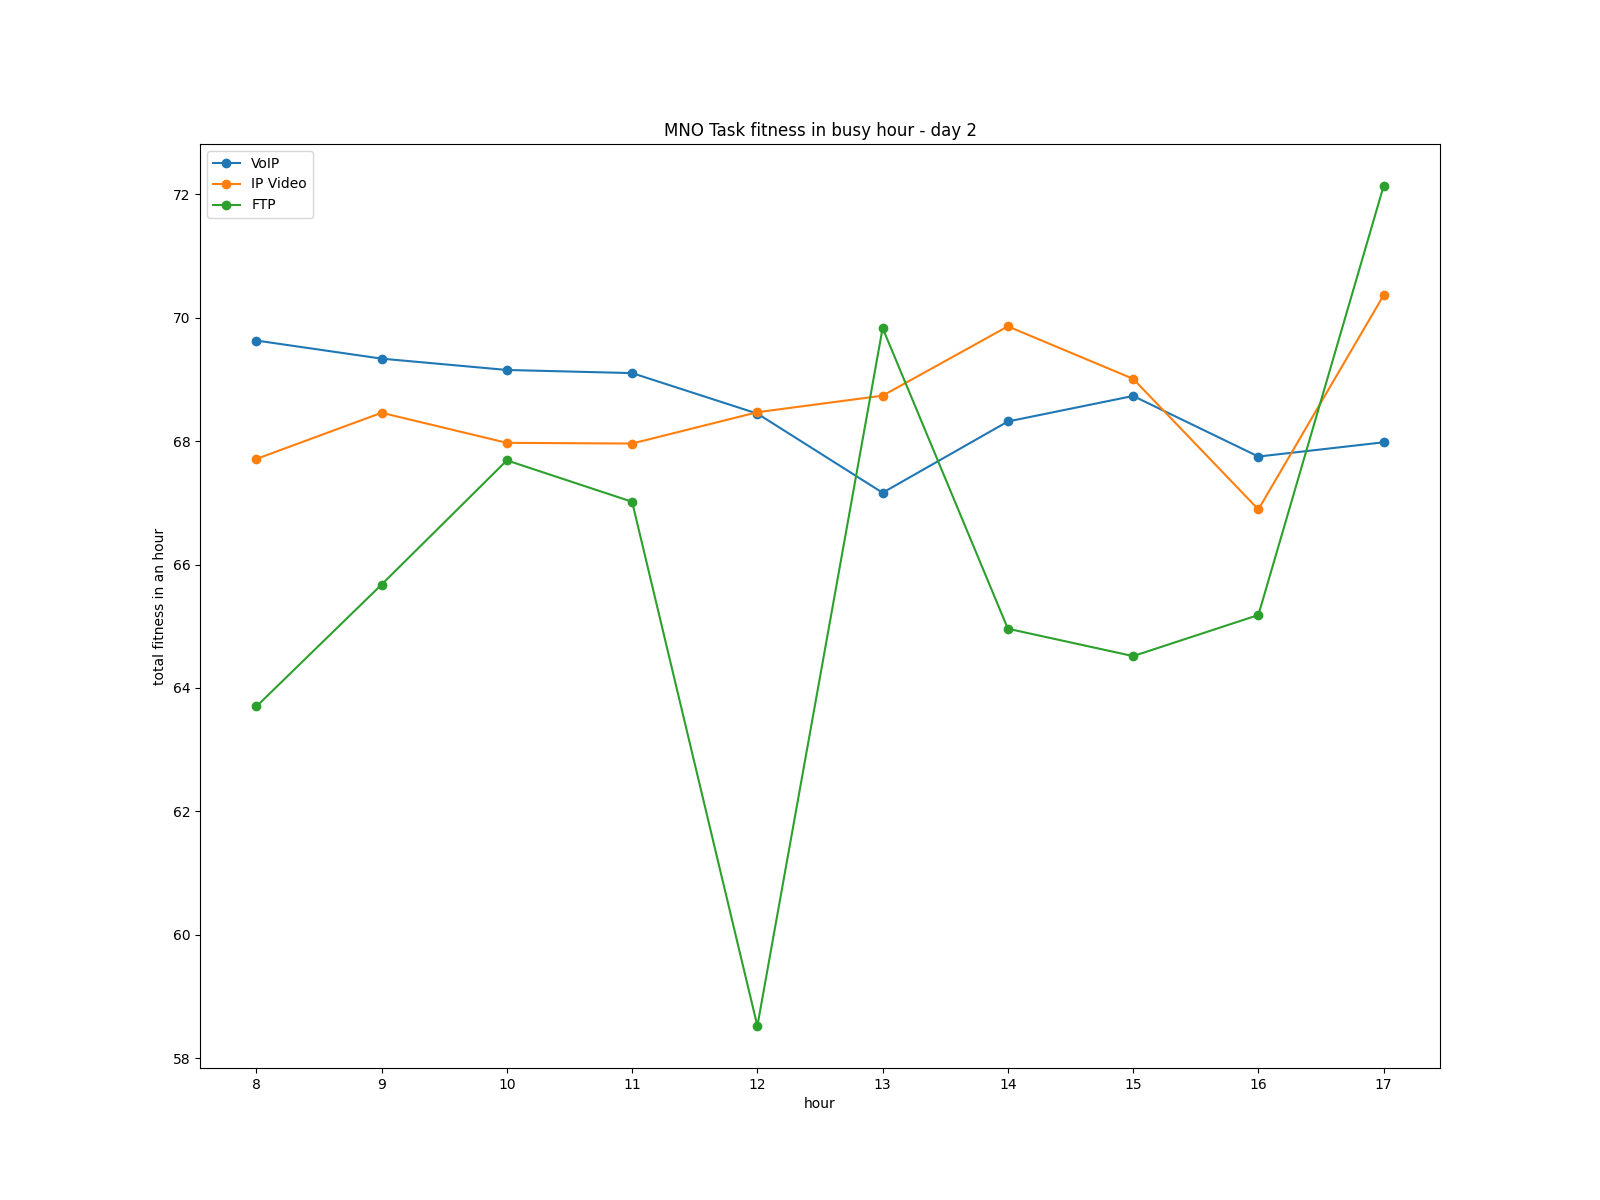 MNO Task fitness in busy hour - day 2
VoIP
IP Video
FTP
total fitness in an hour
72
70
68
66
64
62
60
58
8 9 10 11 12 13 14 15 16 17
hour